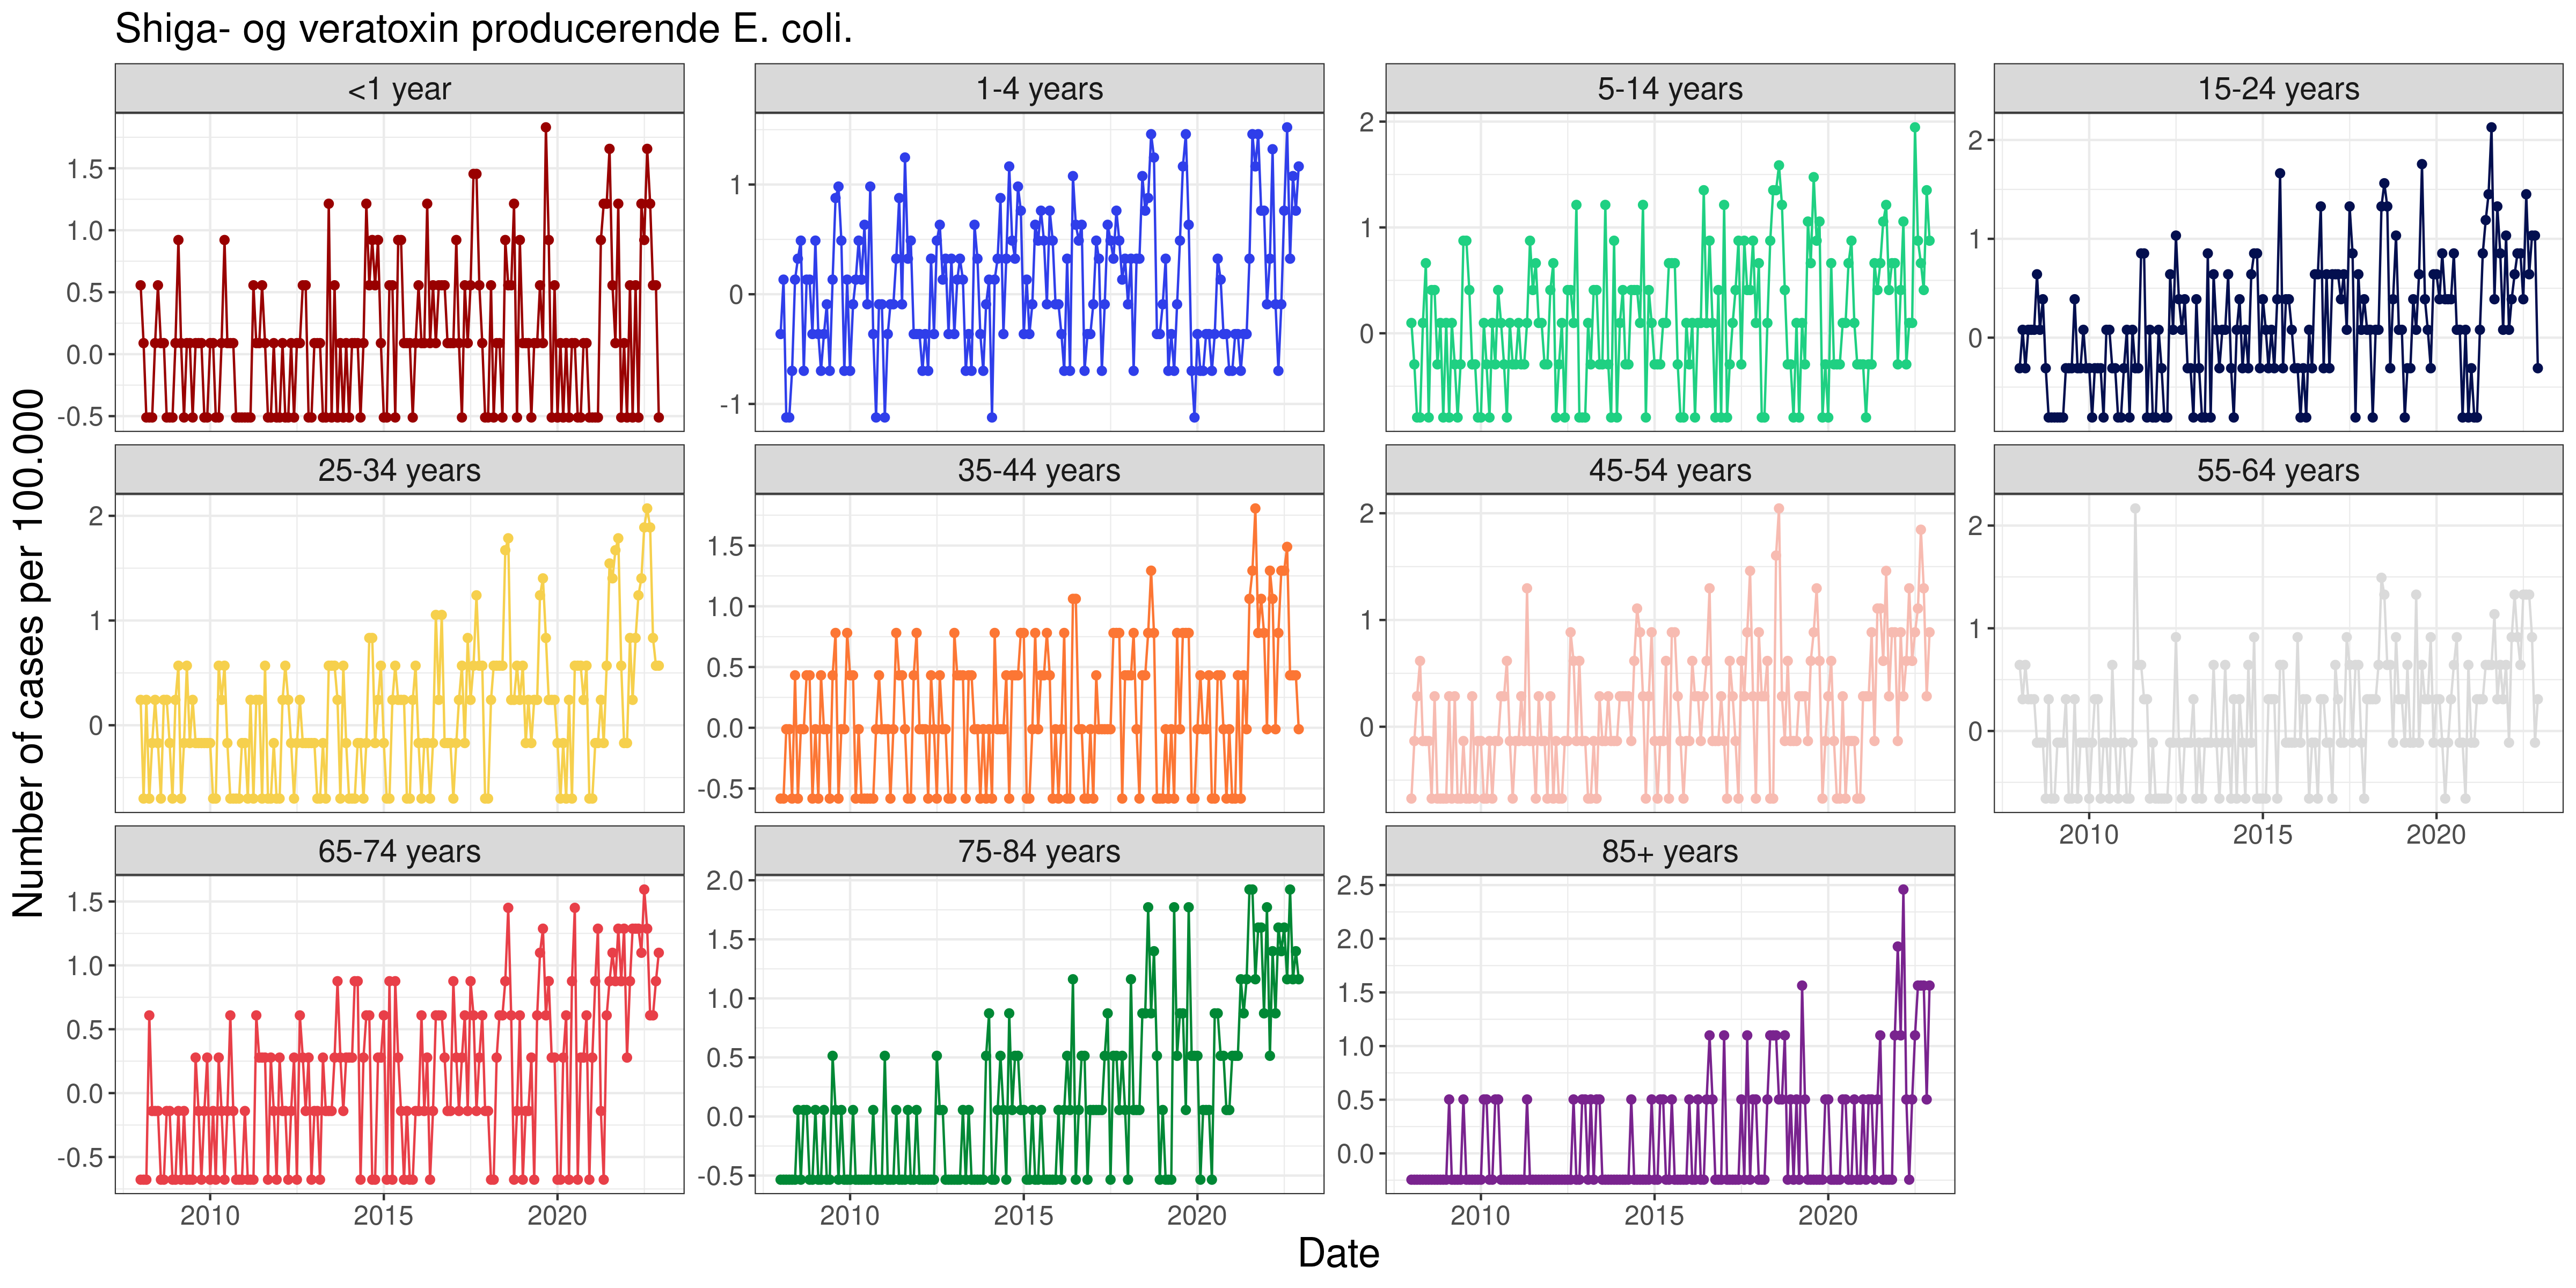 Shiga- og veratoxin producerende E. coli.
<1 year
1-4 years
5-14 years
15-24 years
1.5
1.0
0.5
0.0
-0.5
1
0
-1
2
1
0
2
1
0
25-34 years
35-44 years
45-54 years
55-64 years
2
1
0
1.5
1.0
0.5
0.0
-0.5
2
1
0
2
1
0
2010 2015 2020
65-74 years
75-84 years
85+ years
1.5
1.0
0.5
0.0
-0.5
2.0
1.5
1.0
0.5
0.0
-0.5
2.5
2.0
1.5
1.0
0.5
0.0
2010 2015 2020
2010 2015 2020
2010 2015 2020
Number of cases per 100.000
Date